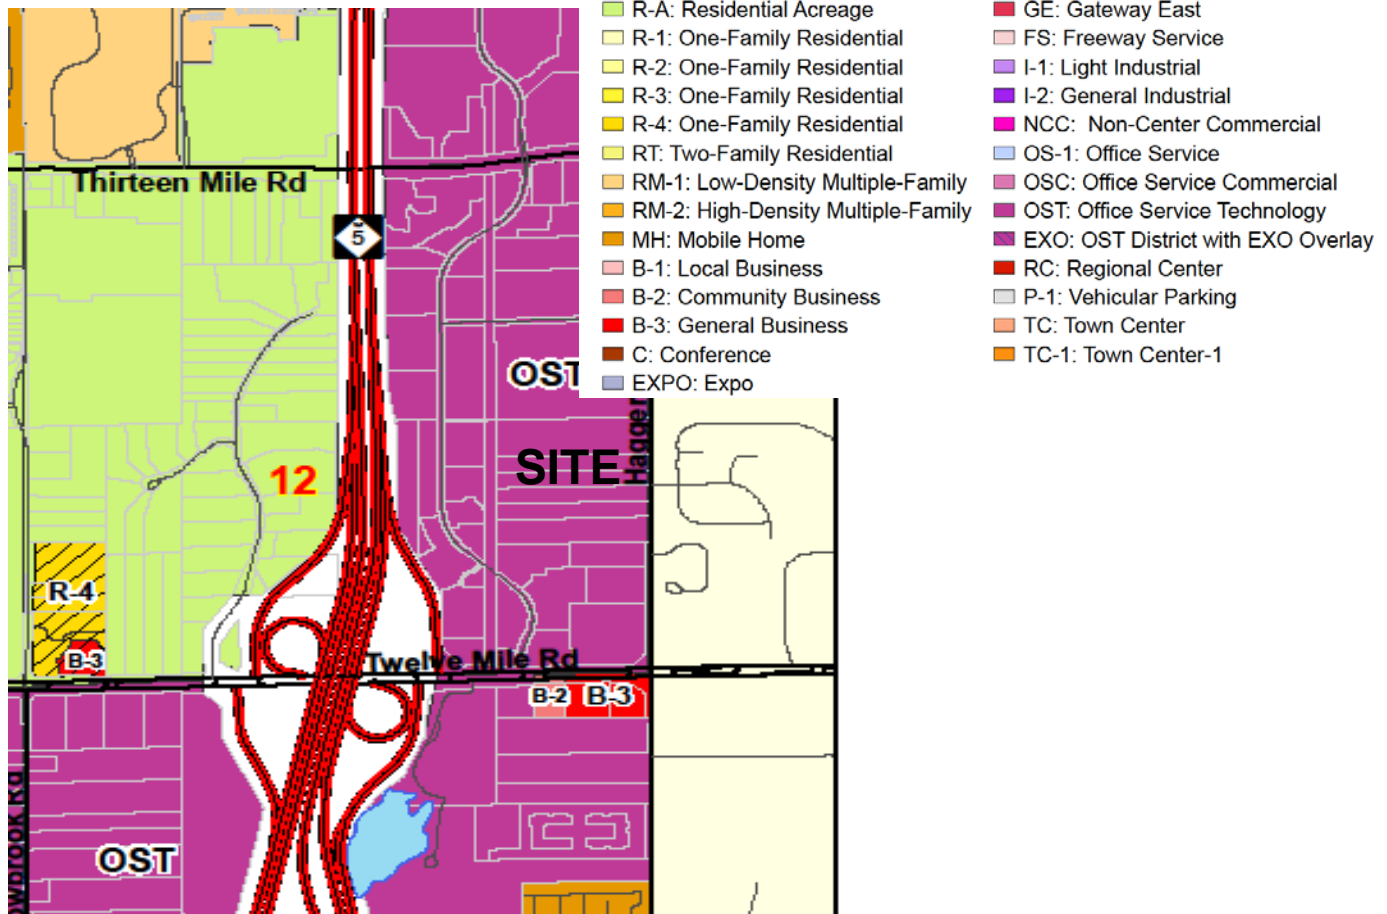 R-A: Residential Acreage
R-1: One-Family Residential
R-2: One-Family Residential
R-3: One-Family Residential
R-4: One-Family Residential
RT: Two-Family Residential
RM-1: Low-Density Multiple-Family
RM-2: High-Density Multiple-Family
MH: Mobile Home
B-1: Local Business
B-2: Community Business
B-3: General Business
C: Conference
EXPO: Expo
GE: Gateway East
FS: Freeway Service
I-1: Light Industrial
I-2: General Industrial
NCC: Non-Center Commercial
OS-1: Office Service
OSC: Office Service Commercial
OST: Office Service Technology
EXO: OST District with EXO Overlay
RC: Regional Center
P-1: Vehicular Parking
TC: Town Center
TC-1: Town Center-1
Thirteen Mile Rd
5
OST
Hagger
SITE
12
R-4
B-3
Twelve Mile Rd
B-2 B-3
OST
owbrook Rd